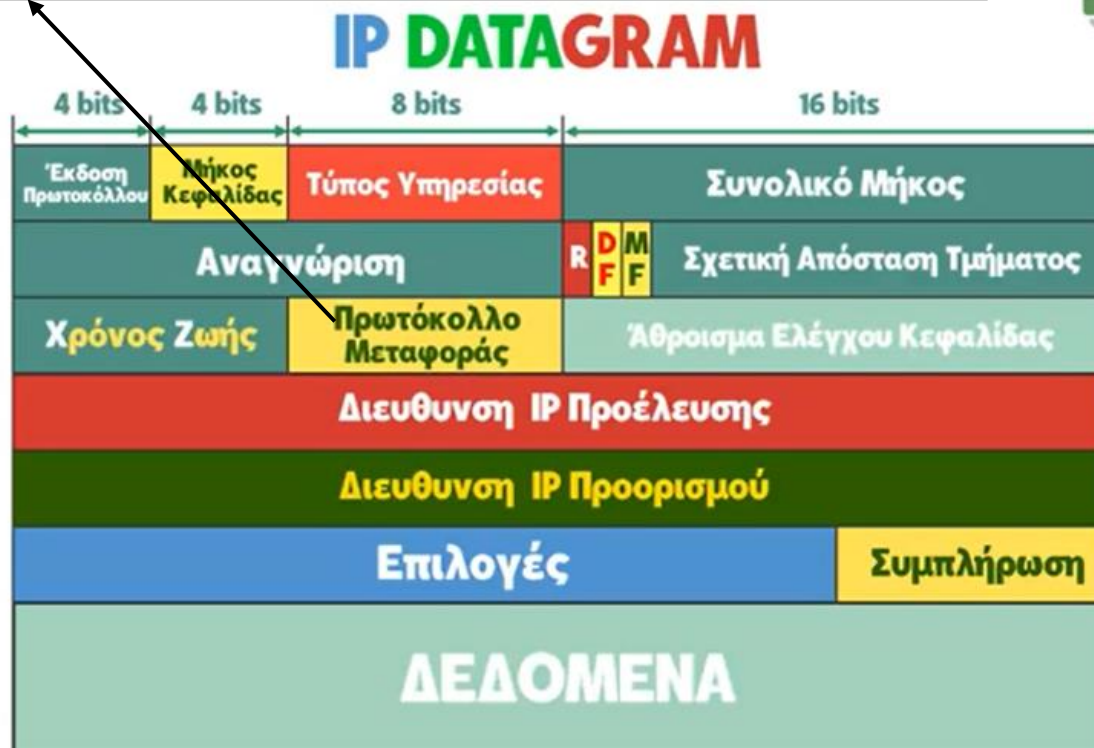 IP DATAGRAM
4 bits 4 bits 8 bits 16 bits
Έκδοση
Πρωτοκόλλου
Μήκος
Κεφαλίδας
Τύπος Υπηρεσίας
Συνολικό Μήκος
Αναγνώριση
R
D
F
M
F
Σχετική Απόσταση Τμήματος
Χρόνος Ζωής
Πρωτόκολλο
Μεταφοράς
Άθροισμα Ελέγχου Κεφαλίδας
Διευθυνση IP Προέλευσης
Διευθυνση IP Προορισμού
Επιλογές
Συμπλήρωση
ΔΕΔΟΜΕΝΑ